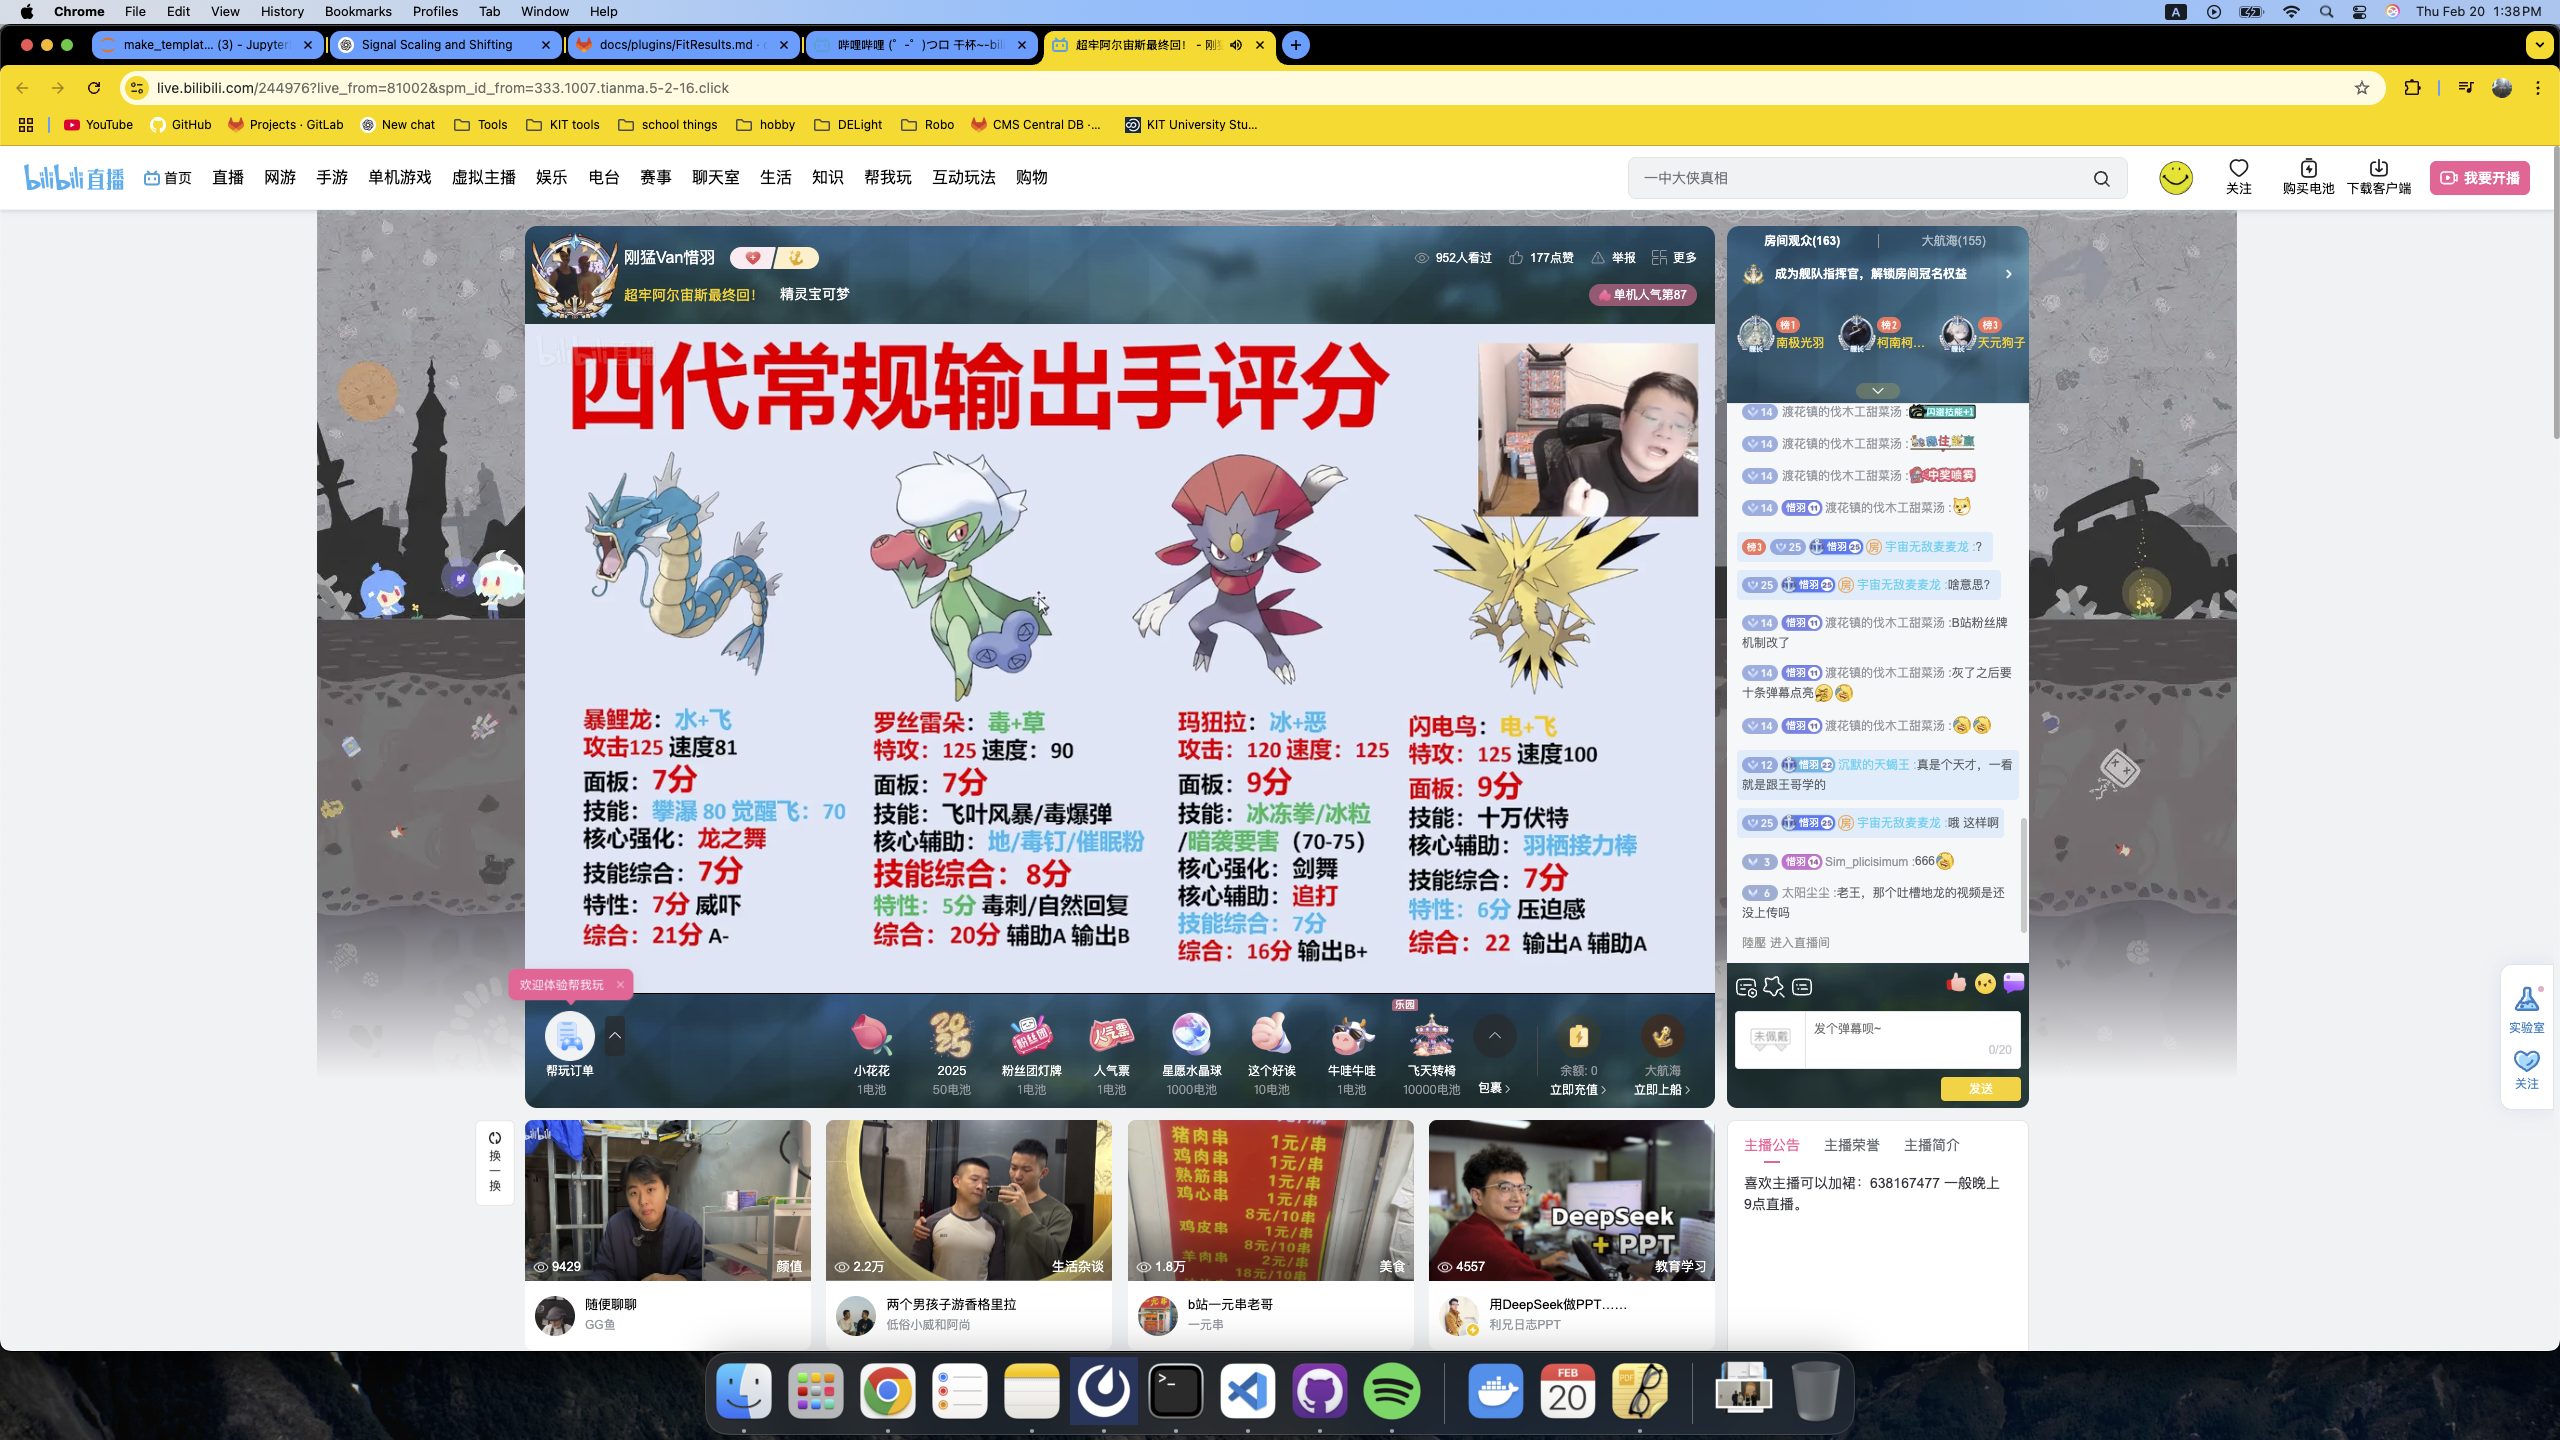 Chrome File Edit View History Bookmarks Profiles Tab Window Help
A
Thu Feb 20 1:38 PM
make_templat... (3) - Jupyter
Signal Scaling and Shifting
docs/plugins/FitResults.md ·
哔哩哔哩 (゜-゜)つロ 干杯~-bili
超牢阿尔宙斯最终回! - 刚
live.bilibili.com/244976?live_from=81002&spm_id_from=333.1007.tianma.5-2-16.click
YouTube GitHub Projects · GitLab New chat Tools KIT tools school things hobby DELight Robo CMS Central DB ·... KIT University Stu...
bilibili直播 首页 直播 网游 手游 单机游戏 虚拟主播 娱乐 电台 赛事 聊天室 生活 知识 帮我玩 互动玩法 购物
一中大侠真相
关注 购买电池 下载客户端 我要开播
刚猛Van惜羽
952人看过 177点赞 举报 更多
超牢阿尔宙斯最终回! 精灵宝可梦
单机人气第87
bilibili直播
四代常规输出手评分
暴鲤龙：水+飞
攻击125 速度81
面板：7分
技能：攀瀑 80 觉醒飞：70
核心强化：龙之舞
技能综合：7分
特性：7分 威吓
综合：21分 A-
罗丝雷朵：毒+草
特攻：125 速度：90
面板：7分
技能：飞叶风暴/毒爆弹
核心辅助：地/毒钉/催眠粉
技能综合：8分
特性：5分 毒刺/自然回复
综合：20分 辅助A 输出B
玛狃拉：冰+恶
攻击：120 速度：125
面板：9分
技能：冰冻拳/冰粒
/暗袭要害（70-75）
核心强化：剑舞
核心辅助：追打
技能综合：7分
综合：16分 输出B+
闪电鸟：电+飞
特攻：125 速度100
面板：9分
技能：十万伏特
核心辅助：羽栖接力棒
技能综合：7分
特性：6分 压迫感
综合：22 输出A 辅助A
欢迎体验帮我玩 ×
帮玩订单
小花花
1电池
2025
50电池
粉丝团灯牌
1电池
人气票
1电池
星愿水晶球
1000电池
这个好诶
10电池
牛哇牛哇
1电池
乐园
飞天转椅
10000电池
包裹
余额: 0
立即充值
大航海
立即上船
房间观众(163) 大航海(155)
成为舰队指挥官，解锁房间冠名权益
榜1
南极光羽
榜2
柯南柯...
榜3
天元狗子
14 渡花镇的伐木工甜菜汤 : 闪避技能+1
14 渡花镇的伐木工甜菜汤 :
14 渡花镇的伐木工甜菜汤 : 中奖喷雾
14 惜羽 11 渡花镇的伐木工甜菜汤 :
榜3 25 惜羽 25 房 宇宙无敌麦麦龙 :?
25 惜羽 25 房 宇宙无敌麦麦龙 :啥意思?
14 惜羽 11 渡花镇的伐木工甜菜汤 :B站粉丝牌
机制改了
14 惜羽 11 渡花镇的伐木工甜菜汤 :灰了之后要
十条弹幕点亮
14 惜羽 11 渡花镇的伐木工甜菜汤 :
12 惜羽 22 沉默的天蝎王 :真是个天才，一看
就是跟王哥学的
25 惜羽 25 房 宇宙无敌麦麦龙 :哦 这样啊
3 惜羽 14 Sim_plicisimum :666
6 太阳尘尘 :老王，那个吐槽地龙的视频是还
没上传吗
陸壓 进入直播间
未佩戴
发个弹幕呗~
0/20
发送
实验室
关注
换一换
9429 颜值
随便聊聊
GG鱼
2.2万 生活杂谈
两个男孩子游香格里拉
低俗小威和阿尚
猪肉串 1元/串
鸡肉串 1元/串
熟筋串 1元/串
鸡心串 1元/串
8元/10串
鸡皮串 1元/串
8元/10串
羊肉串 2元/串
18元/10串
1.8万 美食
b站一元串老哥
一元串
DeepSeek
+ PPT
4557 教育学习
用DeepSeek做PPT……
利兄日志PPT
主播公告 主播荣誉 主播简介
喜欢主播可以加裙：638167477 一般晚上
9点直播。
FEB
20
PDF